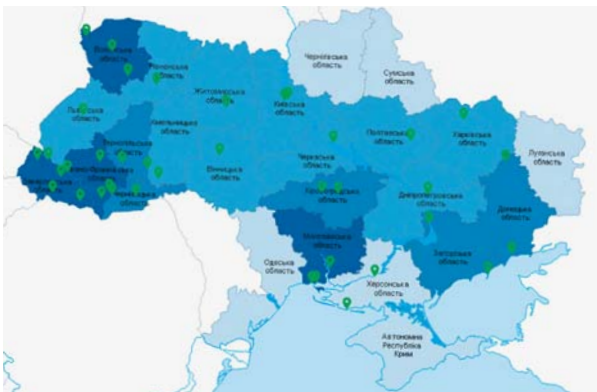 Чернігівська
область
Сумська
область
Волинська
область
Рівненська
область
Житомирська
область
Київська
область
Львівська
область
Хмельницька
область
Тернопільська
область
Полтавська
область
Харківська
область
Луганська
область
Вінницька
область
Черкаська
область
Чернівецька
область
Кіровоградська
область
Дніпропетровська
область
Донецька
область
Миколаївська
область
Запорізька
область
Одеська
область
Херсонська
область
Автономна
Республіка
Крим